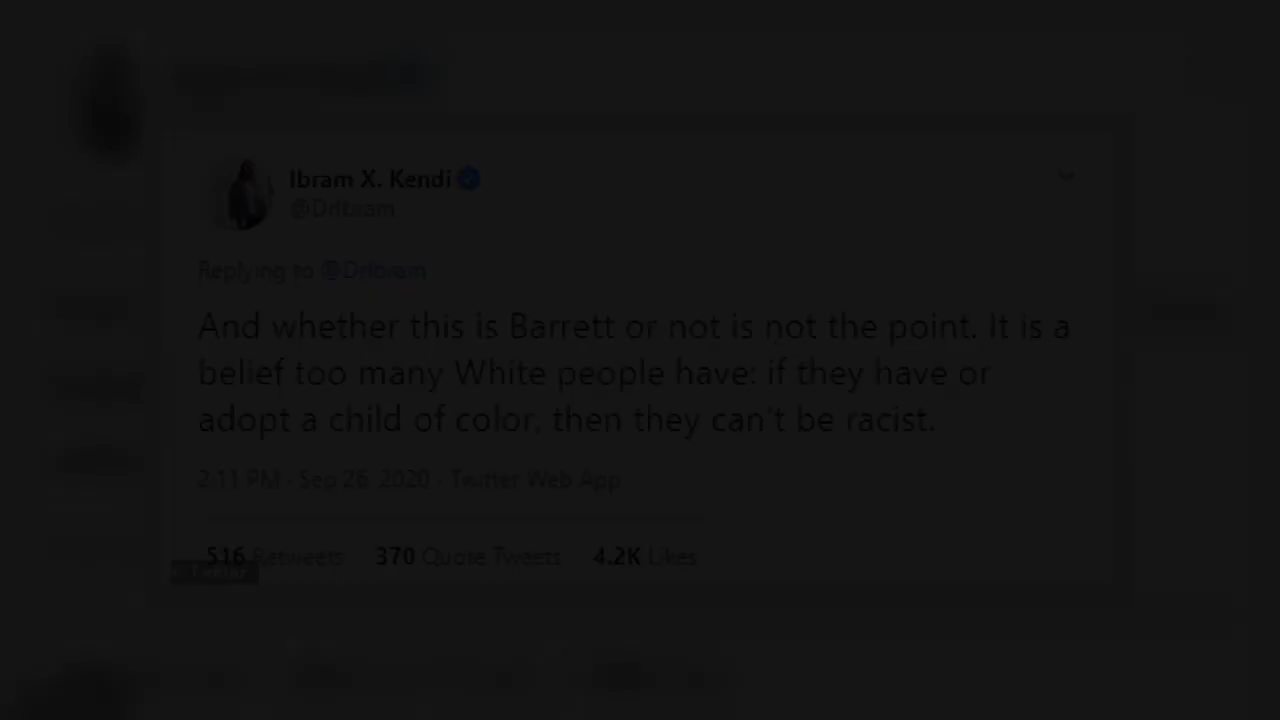 Ibram X. Kendi
@DrIbram
Replying to @DrIbram
And whether this is Barrett or not is not the point. It is a
belief too many White people have: if they have or
adopt a child of color, then they can't be racist.
2:11 PM · Sep 26, 2020 · Twitter Web App
516 Retweets 370 Quote Tweets 4.2K Likes
© Twitter